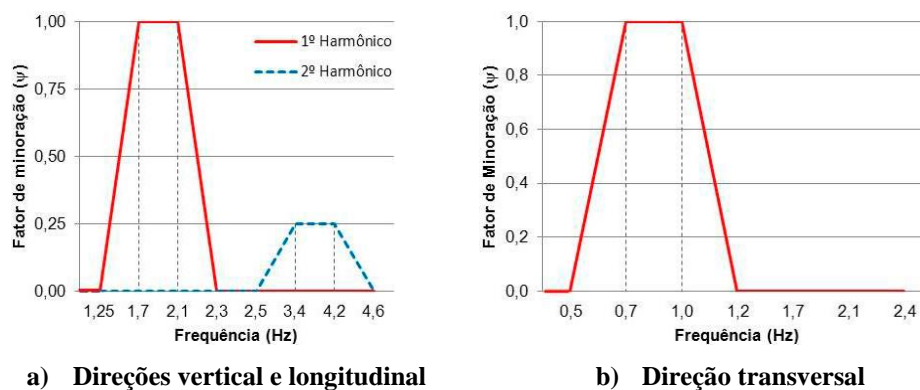 Fator de minoração (ψ)
1,00
0,75
0,50
0,25
0,00
1º Harmônico
2º Harmônico
1,25 1,7 2,1 2,3 2,5 3,4 4,2 4,6
Frequência (Hz)
a) Direções vertical e longitudinal
Fator de Minoração (ψ)
1,0
0,8
0,6
0,4
0,2
0,0
0,5 0,7 1,0 1,2 1,7 2,1 2,4
Frequência (Hz)
b) Direção transversal